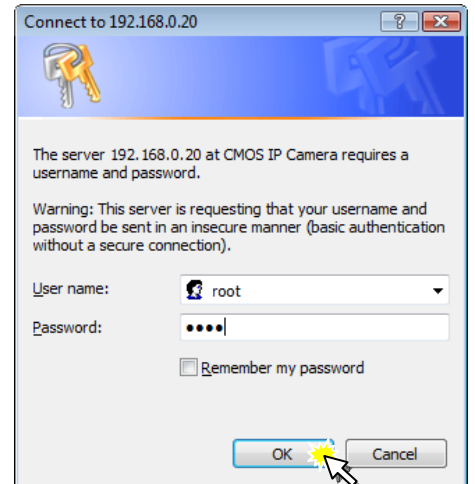 Connect to 192.168.0.20
The server 192.168.0.20 at CMOS IP Camera requires a
username and password.
Warning: This server is requesting that your username and
password be sent in an insecure manner (basic authentication
without a secure connection).
User name:
root
Password:
••••
Remember my password
OK
Cancel